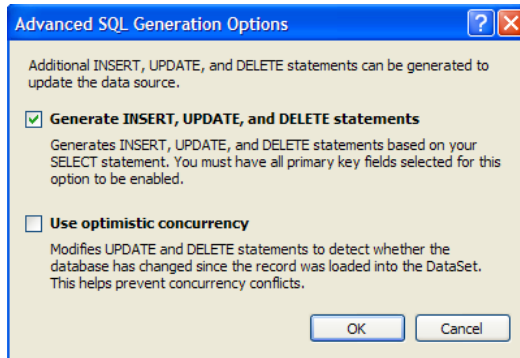 Advanced SQL Generation Options
Additional INSERT, UPDATE, and DELETE statements can be generated to
update the data source.
Generate INSERT, UPDATE, and DELETE statements
Generates INSERT, UPDATE, and DELETE statements based on your
SELECT statement. You must have all primary key fields selected for this
option to be enabled.
Use optimistic concurrency
Modifies UPDATE and DELETE statements to detect whether the
database has changed since the record was loaded into the DataSet.
This helps prevent concurrency conflicts.
OK Cancel